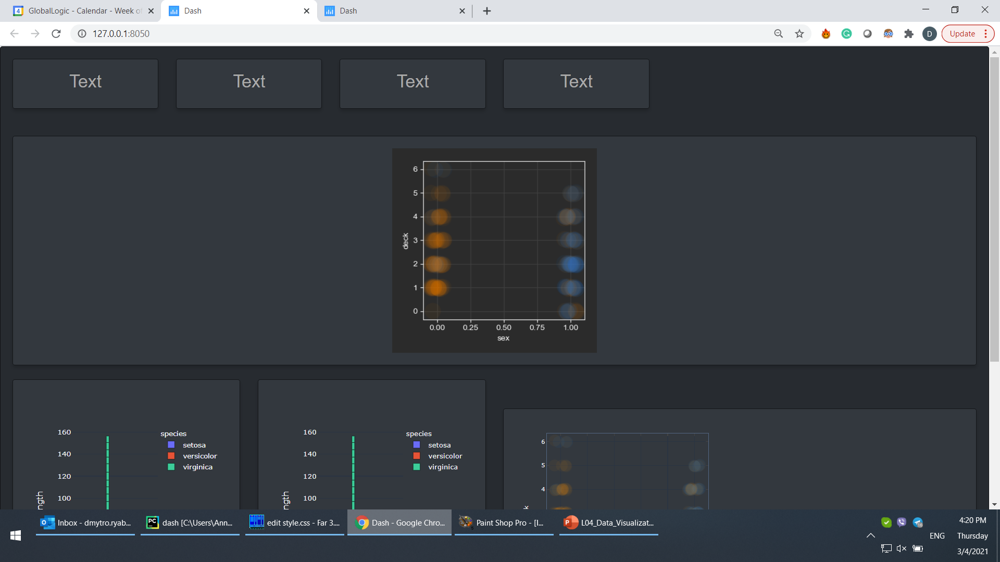 GlobalLogic - Calendar - Week of
Dash
Dash
127.0.0.1:8050
D
Update
Text
Text
Text
Text
6
5
4
3
2
1
0
deck
0.00 0.25 0.50 0.75 1.00
sex
160
140
120
100
ngth
species
setosa
versicolor
virginica
160
140
120
100
ngth
species
setosa
versicolor
virginica
6
5
4
k
Inbox - dmytro.ryab...
PC
dash [C:\Users\Ann...
edit style.css - Far 3....
Dash - Google Chro...
Paint Shop Pro - [I...
L04_Data_Visualizat...
16
ENG
4:20 PM
Thursday
3/4/2021